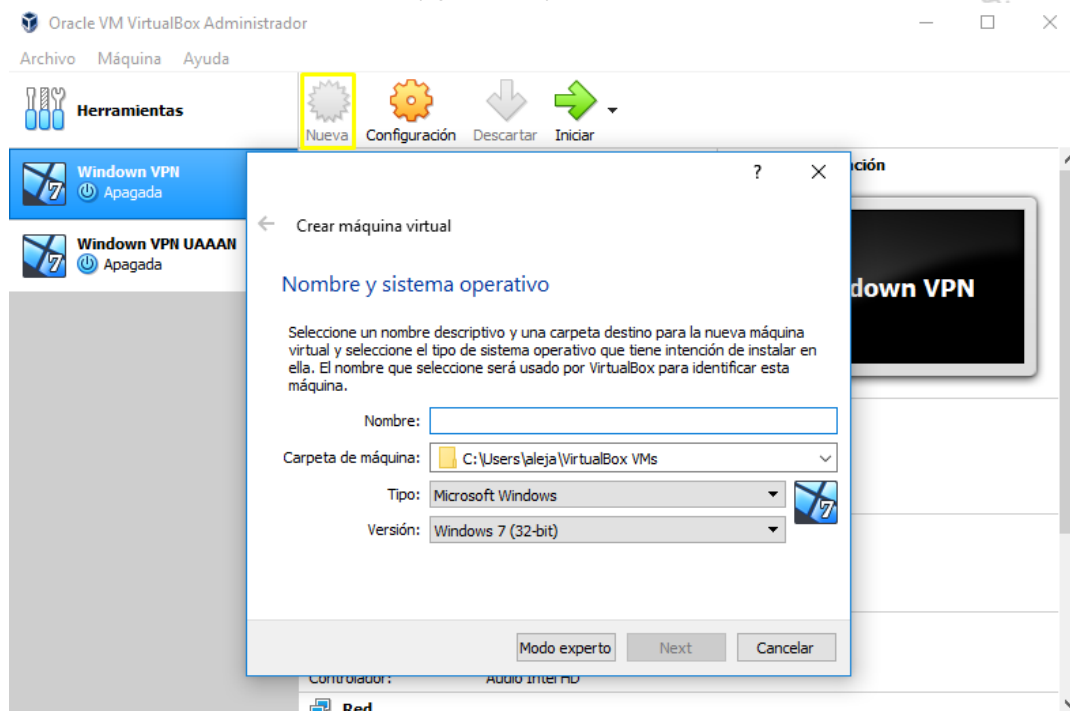 Oracle VM VirtualBox Administrador
Archivo Máquina Ayuda
Herramientas
Nueva Configuración Descartar Iniciar
Windown VPN
Apagada
Windown VPN UAAAN
Apagada
ción
down VPN
?
Crear máquina virtual
Nombre y sistema operativo
Seleccione un nombre descriptivo y una carpeta destino para la nueva máquina
virtual y seleccione el tipo de sistema operativo que tiene intención de instalar en
ella. El nombre que seleccione será usado por VirtualBox para identificar esta
máquina.
Nombre:
Carpeta de máquina: C:\Users\aleja\VirtualBox VMs
Tipo: Microsoft Windows
Versión: Windows 7 (32-bit)
7
Modo experto Next Cancelar
Controlador: Audio Intel HD
Red